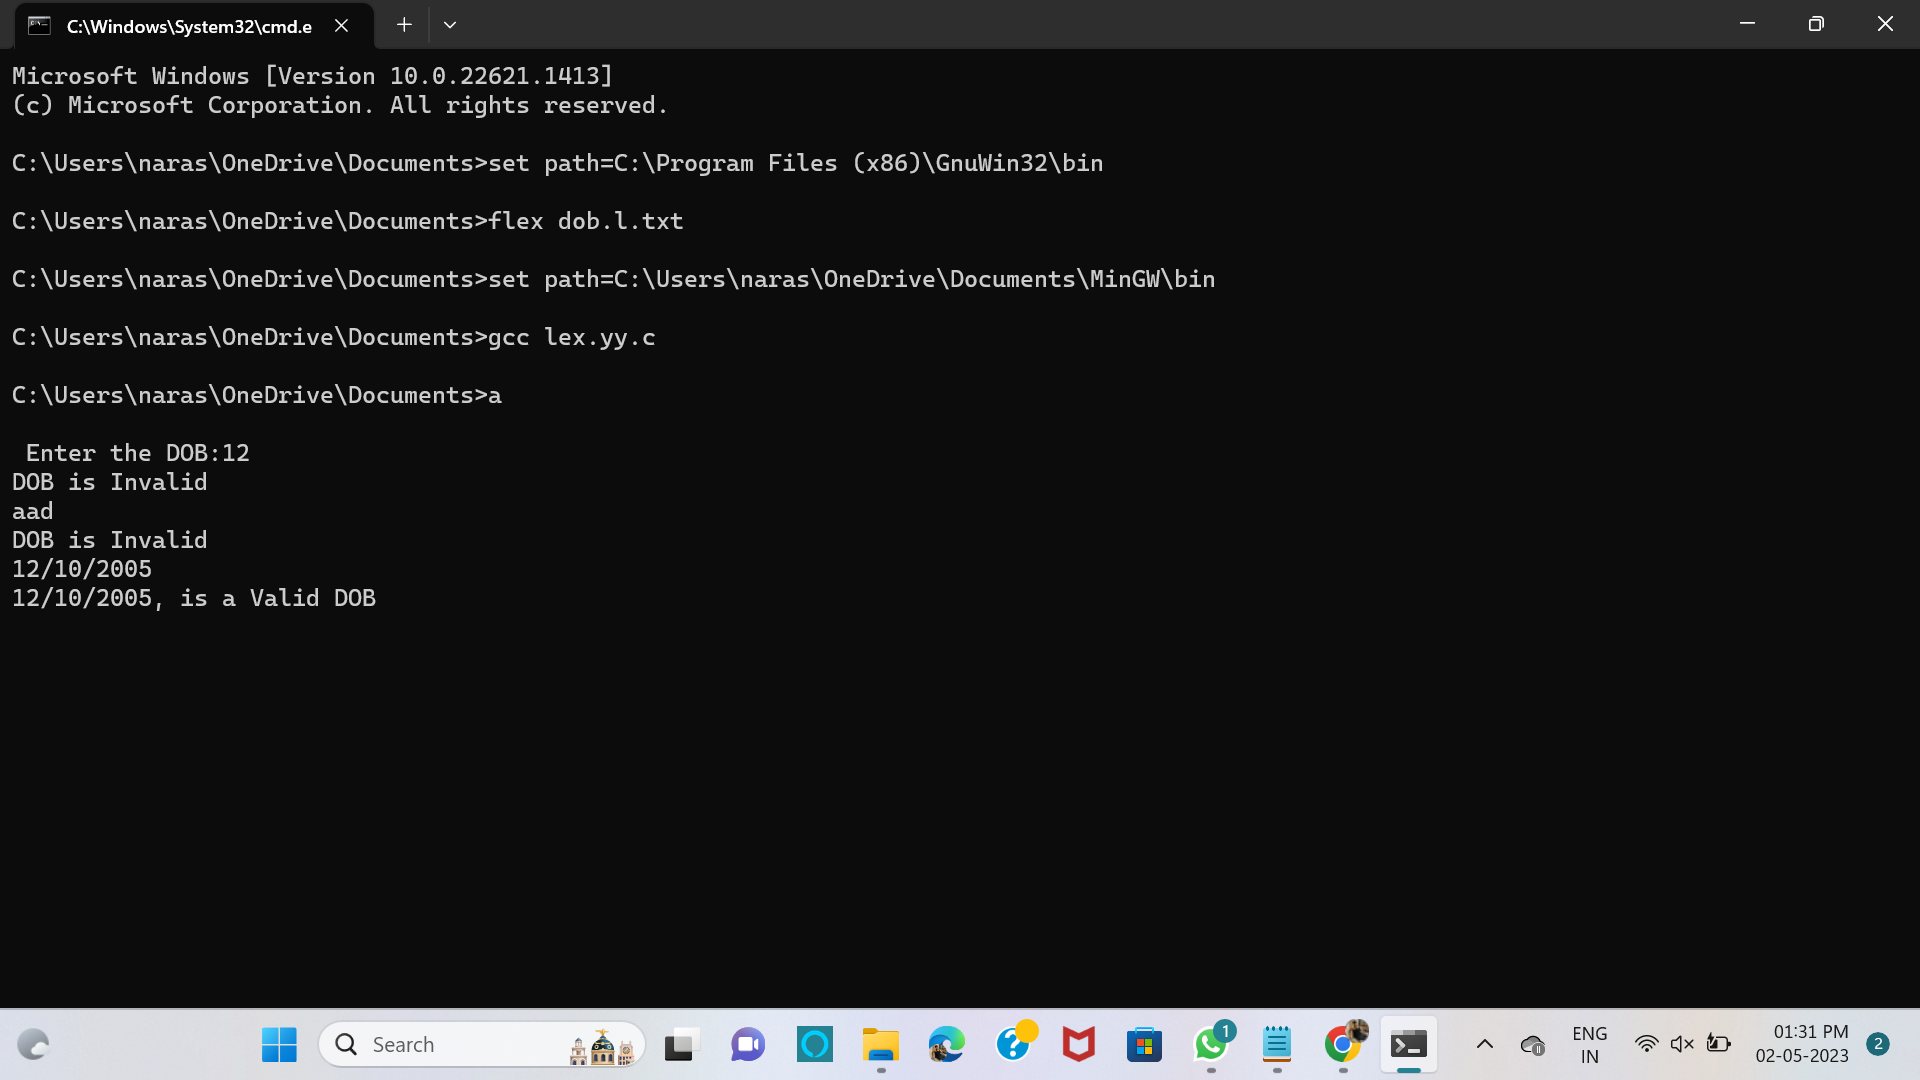 C:\Windows\System32\cmd.e
Microsoft Windows [Version 10.0.22621.1413]
(c) Microsoft Corporation. All rights reserved.
C:\Users\naras\OneDrive\Documents>set path=C:\Program Files (x86)\GnuWin32\bin
C:\Users\naras\OneDrive\Documents>flex dob.l.txt
C:\Users\naras\OneDrive\Documents>set path=C:\Users\naras\OneDrive\Documents\MinGW\bin
C:\Users\naras\OneDrive\Documents>gcc lex.yy.c
C:\Users\naras\OneDrive\Documents>a
Enter the DOB:12
DOB is Invalid
aad
DOB is Invalid
12/10/2005
12/10/2005, is a Valid DOB
Search
1
ENG
IN
01:31 PM
02-05-2023
2